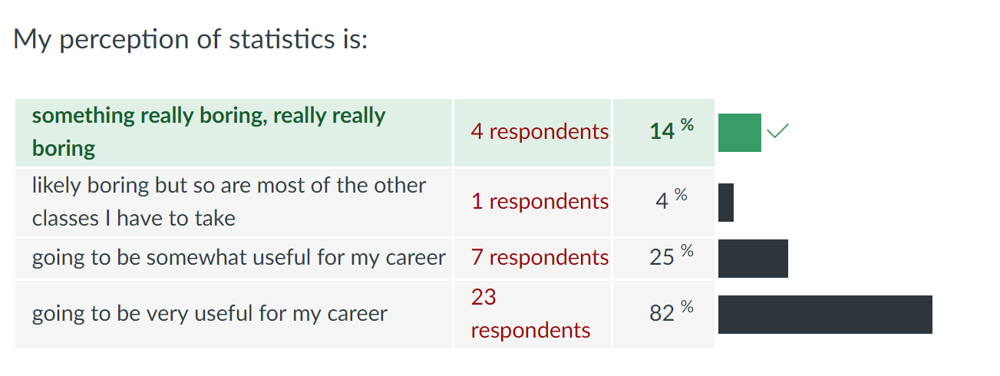 My perception of statistics is:
something really boring, really really
boring
4 respondents
14 %
likely boring but so are most of the other
classes I have to take
1 respondents
4 %
going to be somewhat useful for my career
7 respondents
25 %
going to be very useful for my career
23
respondents
82 %